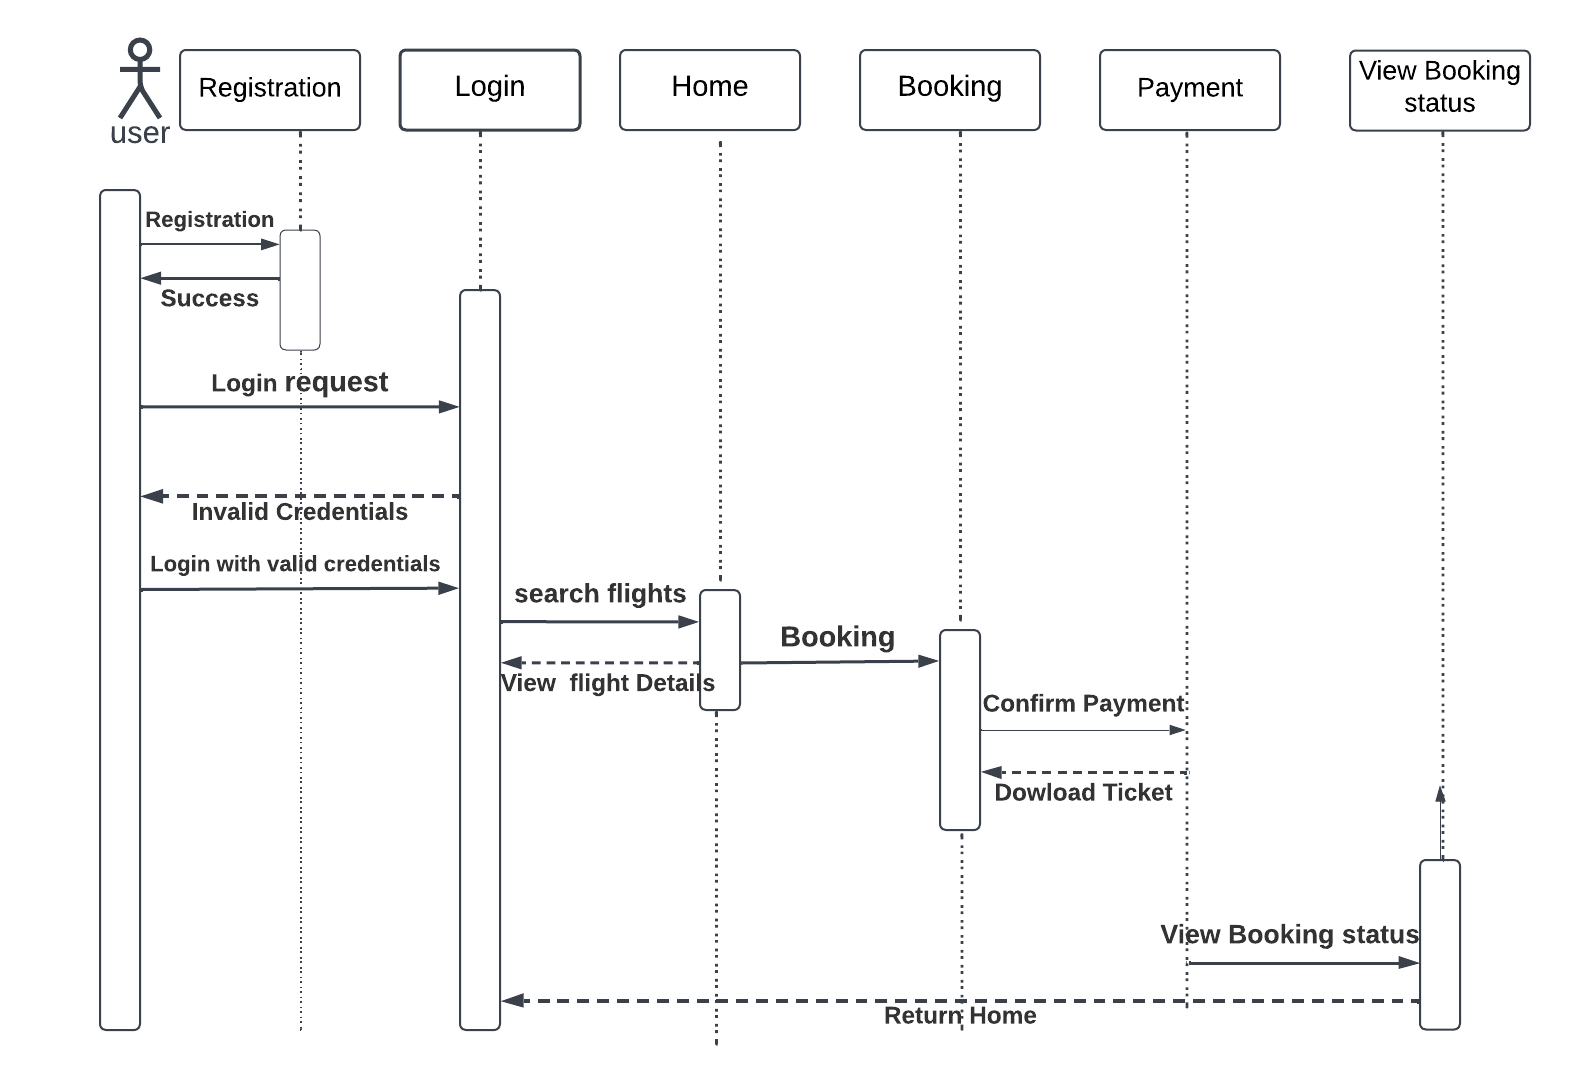 user
Registration
Login
Home
Booking
Payment
View Booking
status
Registration
Success
Login request
Invalid Credentials
Login with valid credentials
search flights
View  flight Details
Booking
Confirm Payment
Dowload Ticket
View Booking status
Return Home